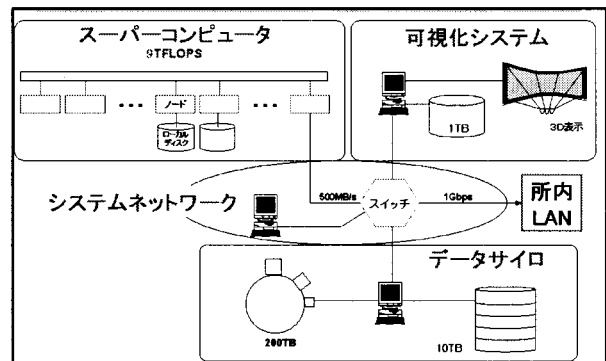 スーパーコンピュータ
9TFLOPS
・・・
ノード
・・・
ローカル
ディスク
可視化システム
1TB
3D表示
システムネットワーク
500MB/s
スイッチ
1Gbps
所内
LAN
データサイロ
200TB
10TB